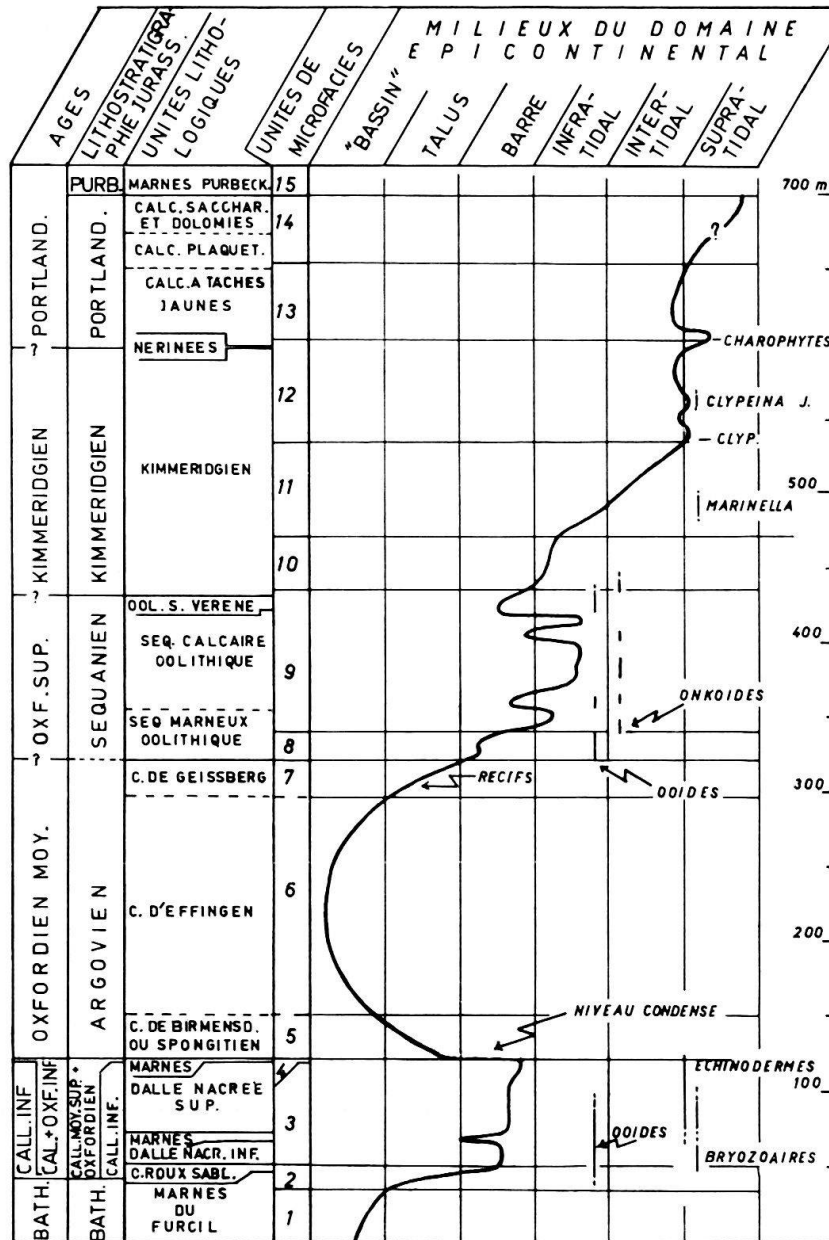 MILIEUX DU DOMAINE
EPICONTINENTAL
AGES
LITHOSTRATIGRA-
PHIE JURASS.
UNITES LITHO-
LOGIQUES
UNITES DE
MICROFACIES
"BASSIN"
TALUS
BARRE
INFRA-
TIDAL
INTER-
TIDAL
SUPRA-
TIDAL
PURB.
MARNES PURBECK.
15
700 m
CALC. SACCHAR.
ET DOLOMIES
14
?
CALC. PLAQUET.
PORTLAND.
PORTLAND.
CALC. A TACHES
JAUNES
13
CHAROPHYTES
?
NERINEES
12
CLYPEINA J.
CLYP.
KIMMERIDGIEN
KIMMERIDGIEN
KIMMERIDGIEN
11
500
MARINELLA
10
?
OOL. S. VERENE
OXF. SUP.
SEQUANIEN
SEQ. CALCAIRE
OOLITHIQUE
9
400
ONKOIDES
SEQ MARNEUX
OOLITHIQUE
8
?
C. DE GEISSBERG
7
RECIFS
OOIDES
300
OXFORDIEN MOY.
ARGOVIEN
C. D'EFFINGEN
6
200
NIVEAU CONDENSE
C. DE BIRMENSD.
OU SPONGITIEN
5
MARNES
4
ECHINODERMES
100
CALL. INF
CAL.+OXF.INF
CALL.MOY.SUP.+
OXFORDIEN
CALL. INF.
DALLE NACREE
SUP.
3
MARNES
DALLE NACR. INF.
OOIDES
BRYOZOAIRES
C. ROUX SABL.
2
BATH.
BATH.
MARNES
DU
FURCIL
1